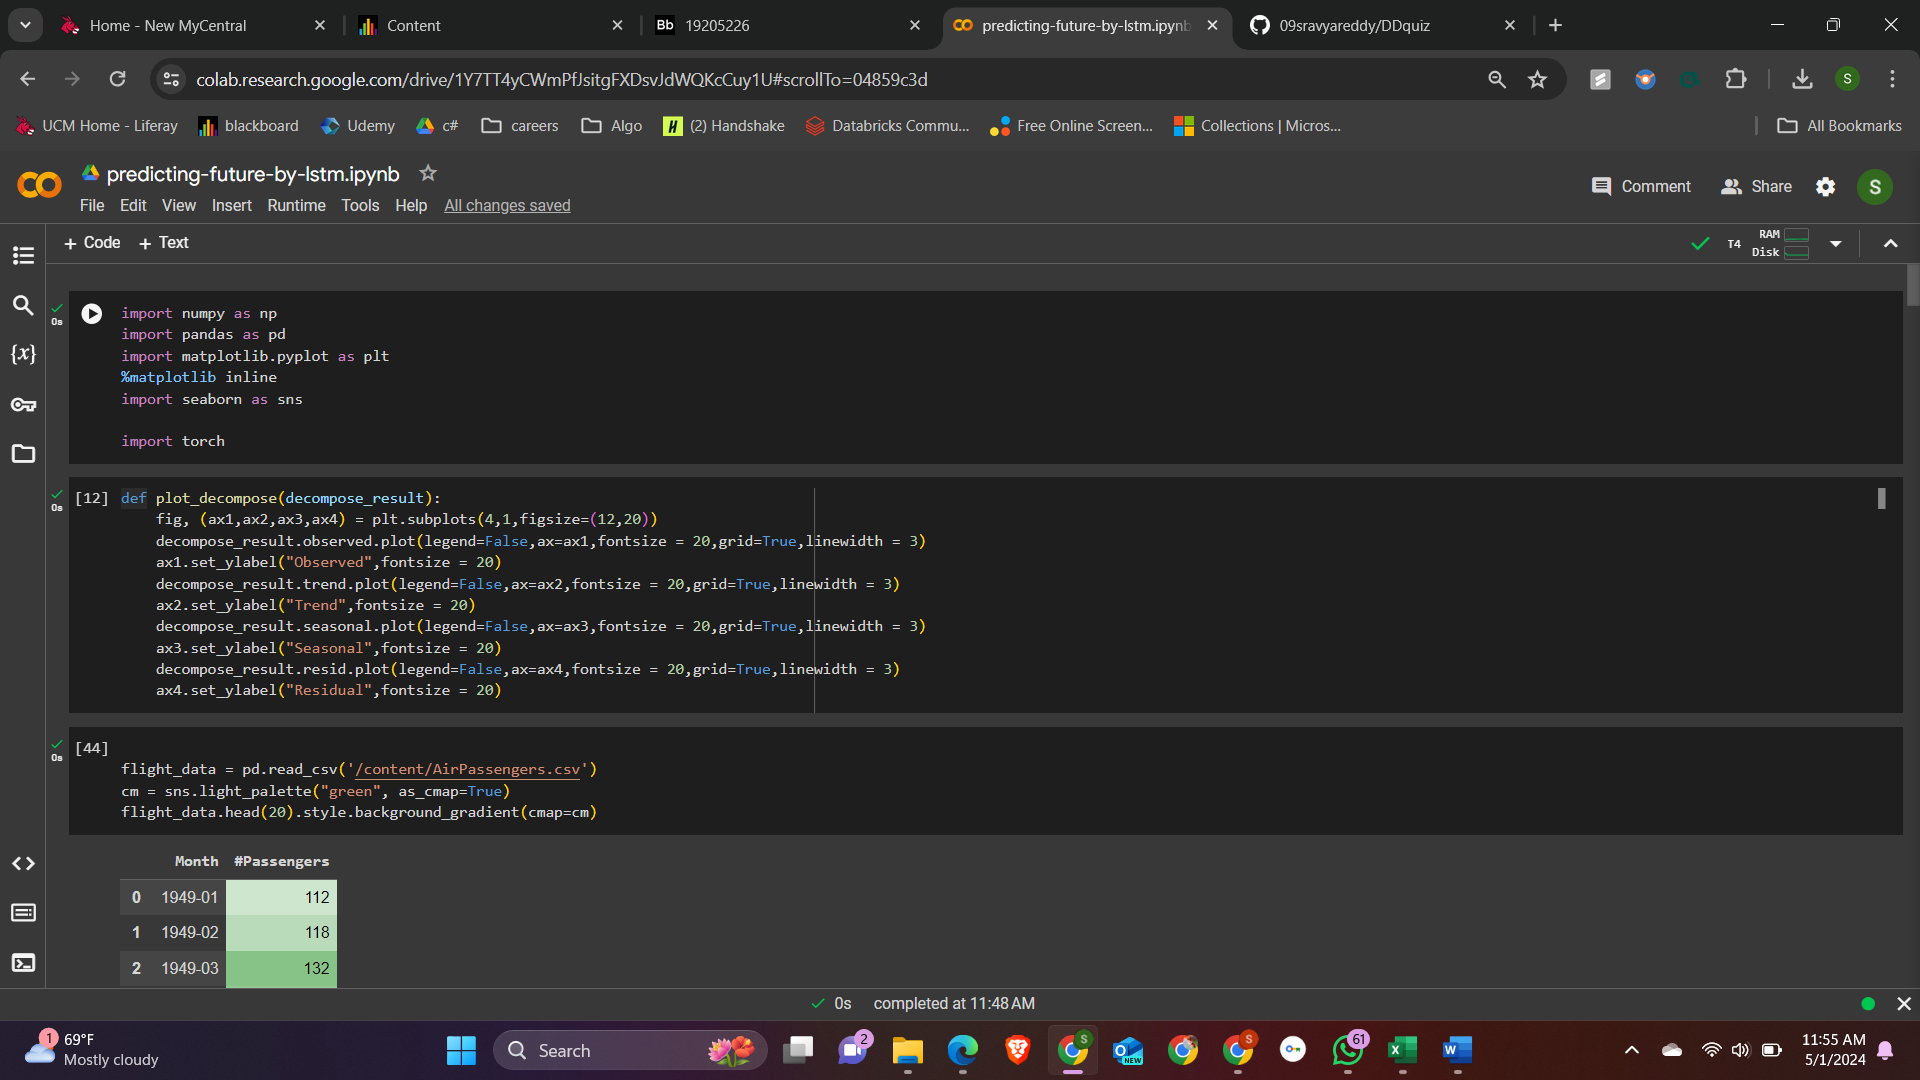 Home - New MyCentral
Content
Bb 19205226
predicting-future-by-lstm.ipynb
09sravyareddy/DDquiz
colab.research.google.com/drive/1Y7TT4yCWmPfJsitgFXDsvJdWQKcCuy1U#scrollTo=04859c3d
S
UCM Home - Liferay
blackboard
Udemy
c#
careers
Algo
H (2) Handshake
Databricks Commu...
Free Online Screen...
Collections | Micros...
All Bookmarks
predicting-future-by-lstm.ipynb
Comment
Share
S
File Edit View Insert Runtime Tools Help All changes saved
+ Code + Text
T4
RAM
Disk
{x}
0s
import numpy as np
import pandas as pd
import matplotlib.pyplot as plt
%matplotlib inline
import seaborn as sns
import torch
0s
[12] def plot_decompose(decompose_result):
fig, (ax1,ax2,ax3,ax4) = plt.subplots(4,1,figsize=(12,20))
decompose_result.observed.plot(legend=False,ax=ax1,fontsize = 20,grid=True,linewidth = 3)
ax1.set_ylabel("Observed",fontsize = 20)
decompose_result.trend.plot(legend=False,ax=ax2,fontsize = 20,grid=True,linewidth = 3)
ax2.set_ylabel("Trend",fontsize = 20)
decompose_result.seasonal.plot(legend=False,ax=ax3,fontsize = 20,grid=True,linewidth = 3)
ax3.set_ylabel("Seasonal",fontsize = 20)
decompose_result.resid.plot(legend=False,ax=ax4,fontsize = 20,grid=True,linewidth = 3)
ax4.set_ylabel("Residual",fontsize = 20)
0s
[44]
flight_data = pd.read_csv('/content/AirPassengers.csv')
cm = sns.light_palette("green", as_cmap=True)
flight_data.head(20).style.background_gradient(cmap=cm)
Month #Passengers
0 1949-01 112
1 1949-02 118
2 1949-03 132
0s completed at 11:48 AM
1
69°F
Mostly cloudy
Search
2
S
NEW
S
61
11:55 AM
5/1/2024